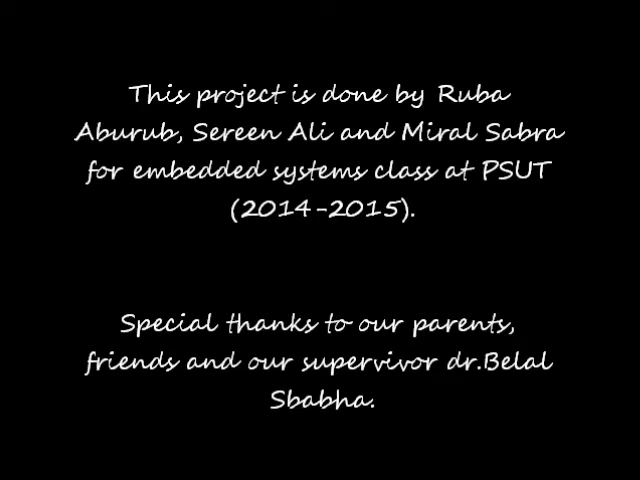 This project is done by Ruba
Aburub, Sereen Ali and Miral Sabra
for embedded systems class at PSUT
(2014-2015).
Special thanks to our parents,
friends and our supervivor dr.Belal
Sbabha.